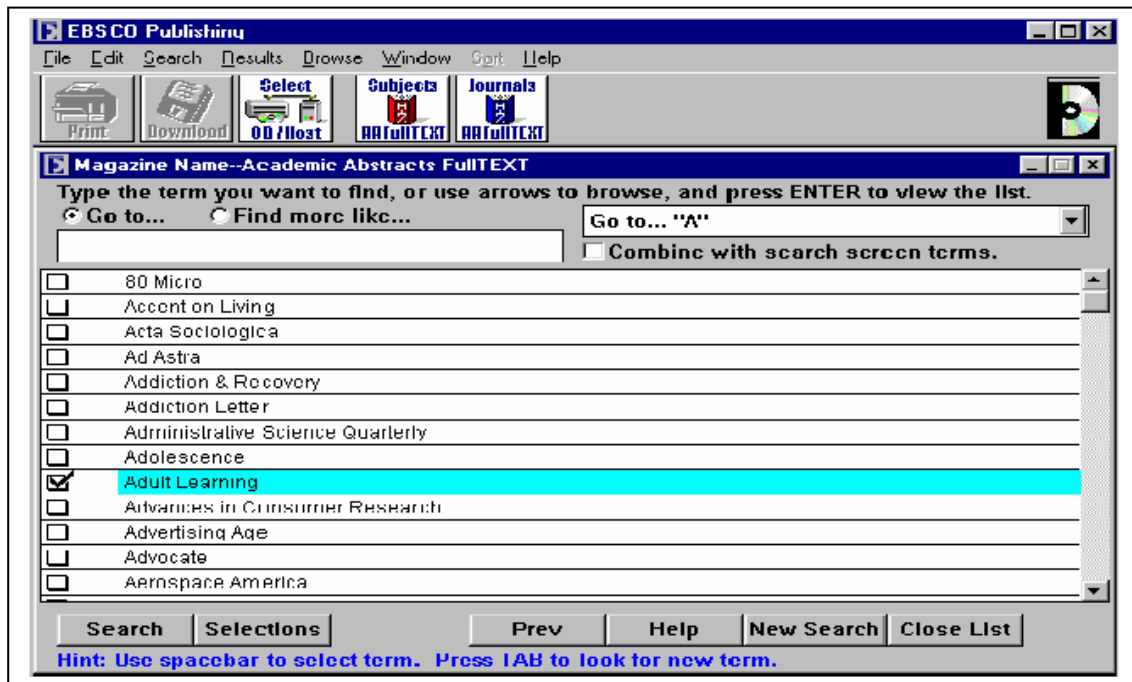 EBSCO Publishing
File Edit Search Results Browse Window Sort Help
Print Download Select CD/Host Subjects AAFullTEXT Journals AAFullTEXT
Magazine Name--Academic Abstracts FullTEXT
Type the term you want to find, or use arrows to browse, and press ENTER to view the list.
Go to... Find more like... Go to... "A"
Combine with search screen terms.
80 Micro
Accent on Living
Acta Sociologica
Ad Astra
Addiction & Recovery
Addiction Letter
Administrative Science Quarterly
Adolescence
Adult Learning
Advances in Consumer Research
Advertising Age
Advocate
Aerospace America
Search Selections Prev Help New Search Close List
Hint: Use spacebar to select term. Press TAB to look for new term.